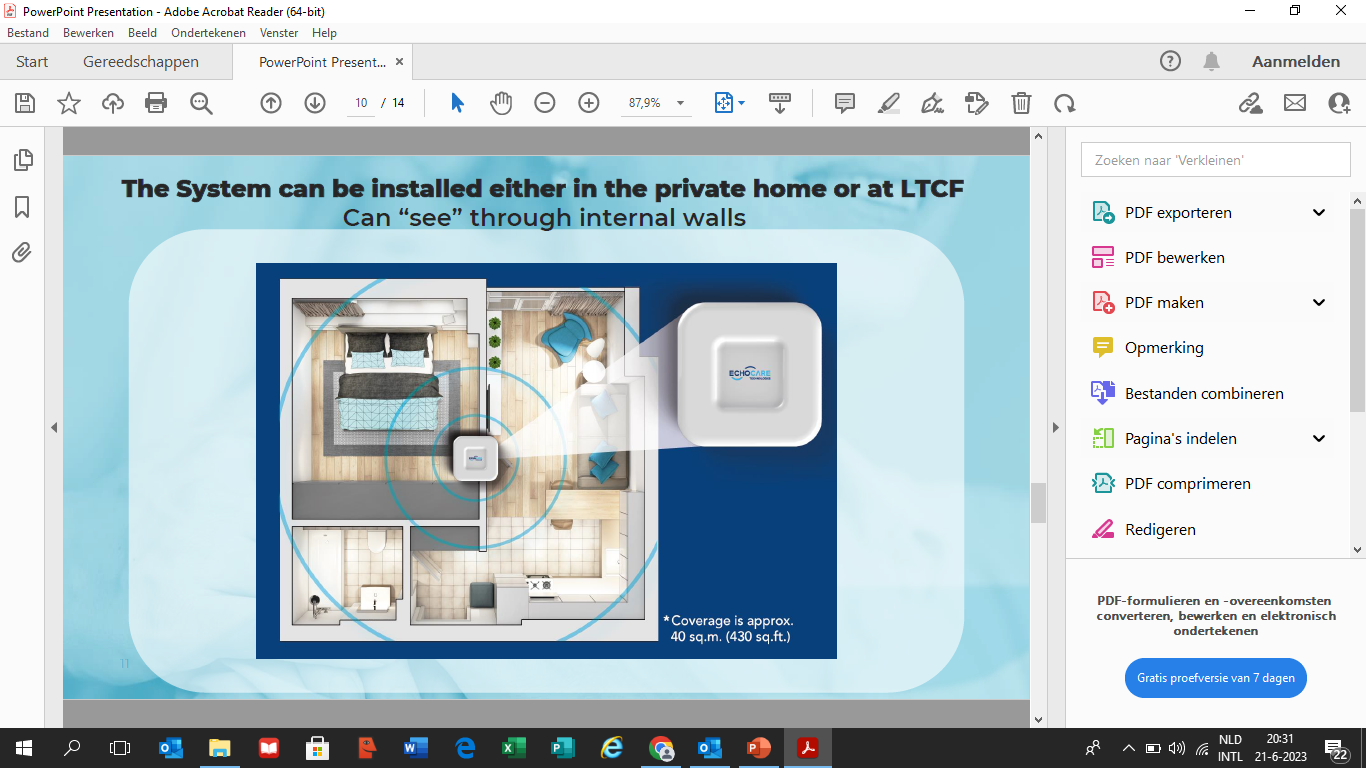 PowerPoint Presentation - Adobe Acrobat Reader (64-bit)
Bestand Bewerken Beeld Ondertekenen Venster Help
Start Gereedschappen PowerPoint Present... × Aanmelden
10 / 14 87,9%
The System can be installed either in the private home or at LTCF
Can “see” through internal walls
ECHOCARE
TECHNOLOGIES
*Coverage is approx.
40 sq.m. (430 sq.ft.)
11
Zoeken naar 'Verkleinen'
PDF exporteren
PDF bewerken
PDF maken
Opmerking
Bestanden combineren
Pagina's indelen
PDF comprimeren
Redigeren
PDF-formulieren en -overeenkomsten
converteren, bewerken en elektronisch
ondertekenen
Gratis proefversie van 7 dagen
NLD
INTL
20:31
21-6-2023
22